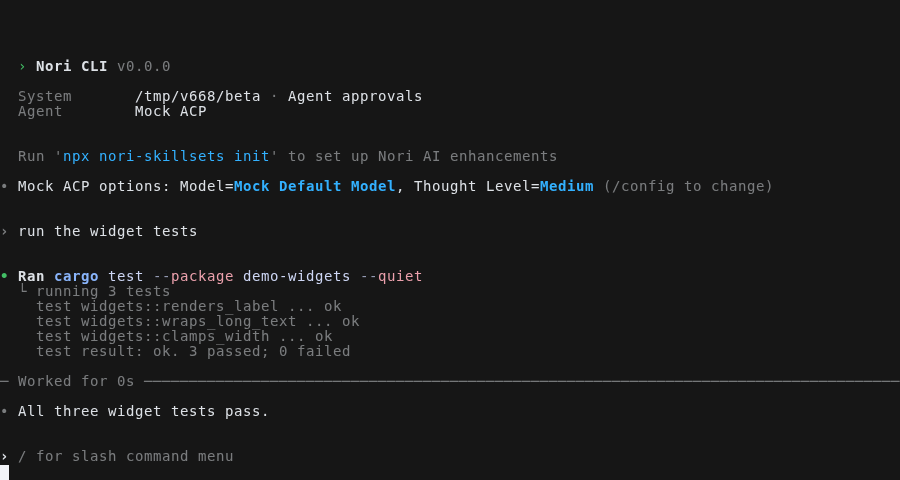 › Nori CLI v0.0.0
System /tmp/v668/beta · Agent approvals
Agent Mock ACP
Run 'npx nori-skillsets init' to set up Nori AI enhancements
• Mock ACP options: Model=Mock Default Model, Thought Level=Medium (/config to change)
› run the widget tests
• Ran cargo test --package demo-widgets --quiet
└ running 3 tests
test widgets::renders_label ... ok
test widgets::wraps_long_text ... ok
test widgets::clamps_width ... ok
test result: ok. 3 passed; 0 failed
─ Worked for 0s ─
• All three widget tests pass.
› / for slash command menu